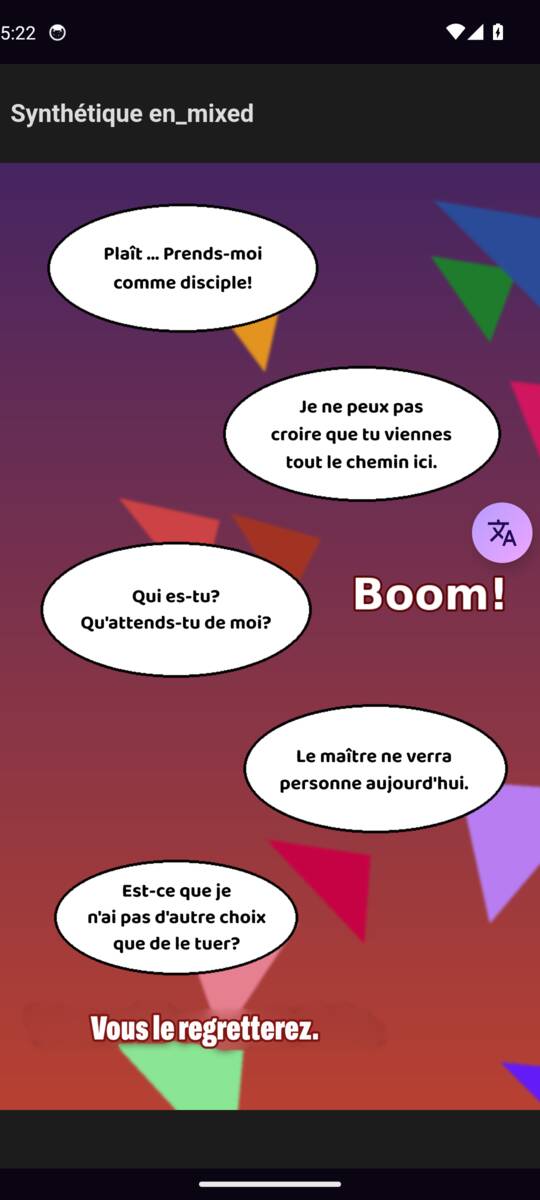 5:22
Synthétique en_mixed
Plaît ... Prends-moi
comme disciple!
Je ne peux pas
croire que tu viennes
tout le chemin ici.
Qui es-tu?
Qu'attends-tu de moi?
Boom!
Le maître ne verra
personne aujourd'hui.
Est-ce que je
n'ai pas d'autre choix
que de le tuer?
Vous le regretterez.